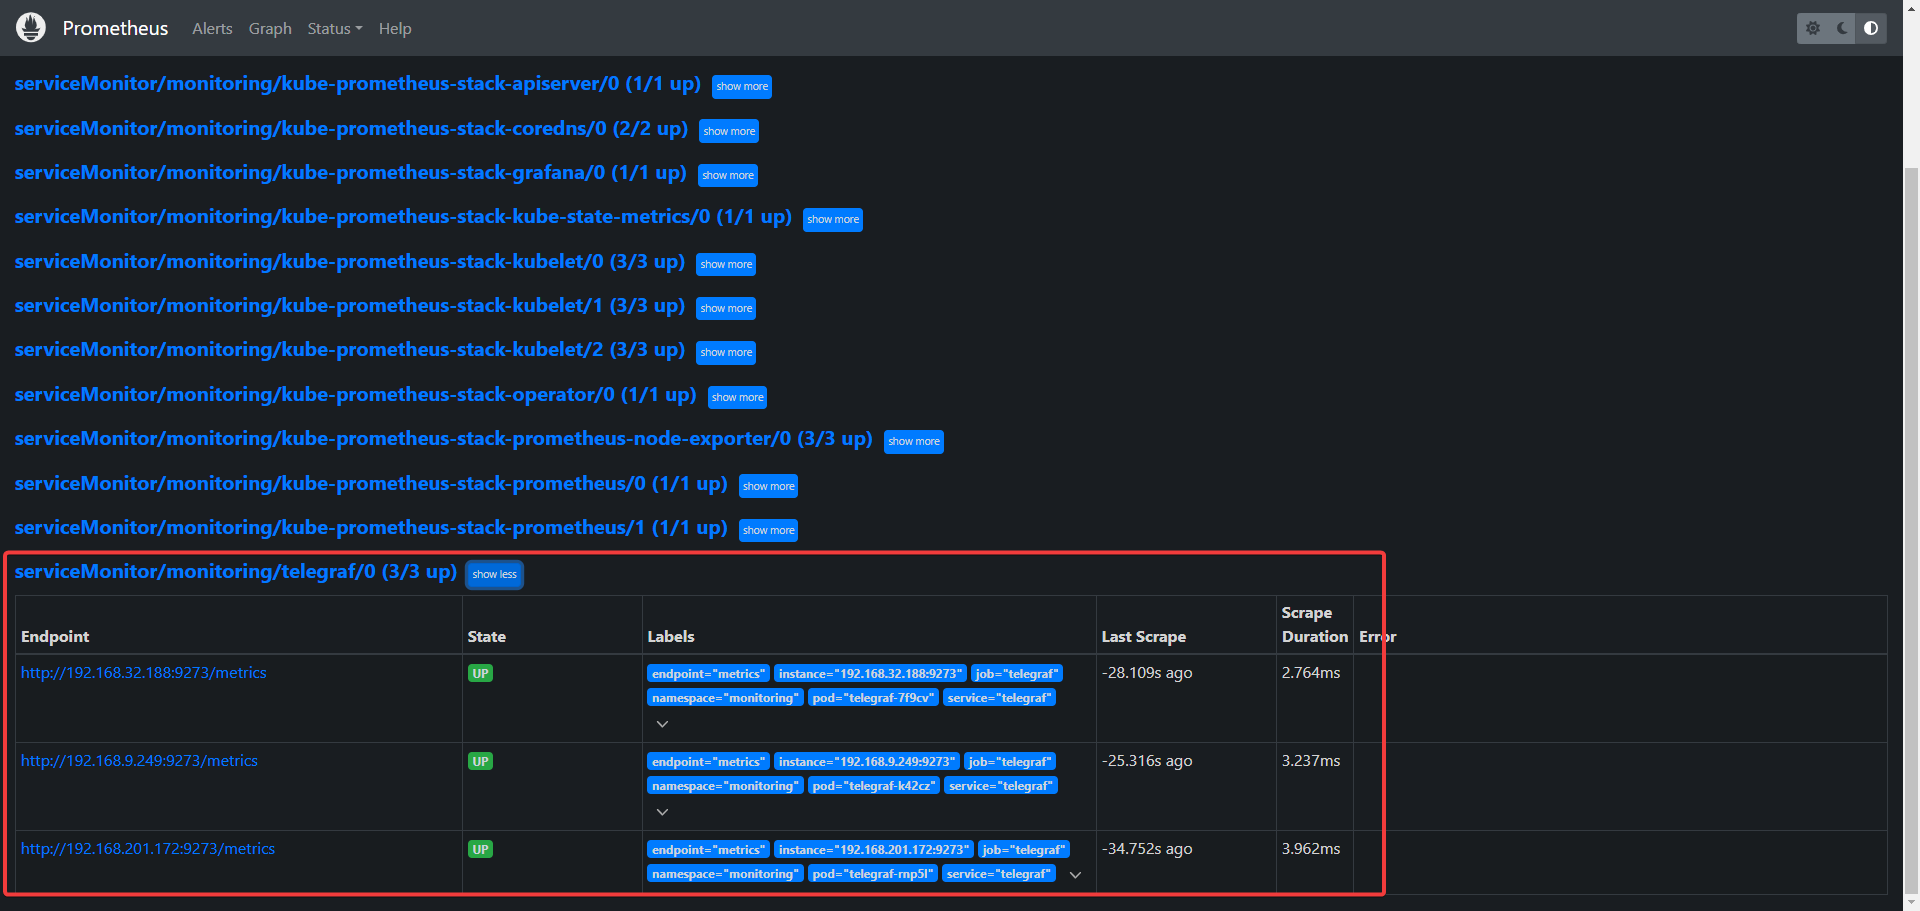 Prometheus Alerts Graph Status Help
serviceMonitor/monitoring/kube-prometheus-stack-apiserver/0 (1/1 up) show more
serviceMonitor/monitoring/kube-prometheus-stack-coredns/0 (2/2 up) show more
serviceMonitor/monitoring/kube-prometheus-stack-grafana/0 (1/1 up) show more
serviceMonitor/monitoring/kube-prometheus-stack-kube-state-metrics/0 (1/1 up) show more
serviceMonitor/monitoring/kube-prometheus-stack-kubelet/0 (3/3 up) show more
serviceMonitor/monitoring/kube-prometheus-stack-kubelet/1 (3/3 up) show more
serviceMonitor/monitoring/kube-prometheus-stack-kubelet/2 (3/3 up) show more
serviceMonitor/monitoring/kube-prometheus-stack-operator/0 (1/1 up) show more
serviceMonitor/monitoring/kube-prometheus-stack-prometheus-node-exporter/0 (3/3 up) show more
serviceMonitor/monitoring/kube-prometheus-stack-prometheus/0 (1/1 up) show more
serviceMonitor/monitoring/kube-prometheus-stack-prometheus/1 (1/1 up) show more
serviceMonitor/monitoring/telegraf/0 (3/3 up) show less
Endpoint State Labels Last Scrape Scrape Duration Error
http://192.168.32.188:9273/metrics UP endpoint="metrics" instance="192.168.32.188:9273" job="telegraf" -28.109s ago 2.764ms
namespace="monitoring" pod="telegraf-7f9cv" service="telegraf"
http://192.168.9.249:9273/metrics UP endpoint="metrics" instance="192.168.9.249:9273" job="telegraf" -25.316s ago 3.237ms
namespace="monitoring" pod="telegraf-k42cz" service="telegraf"
http://192.168.201.172:9273/metrics UP endpoint="metrics" instance="192.168.201.172:9273" job="telegraf" -34.752s ago 3.962ms
namespace="monitoring" pod="telegraf-rnp5l" service="telegraf"